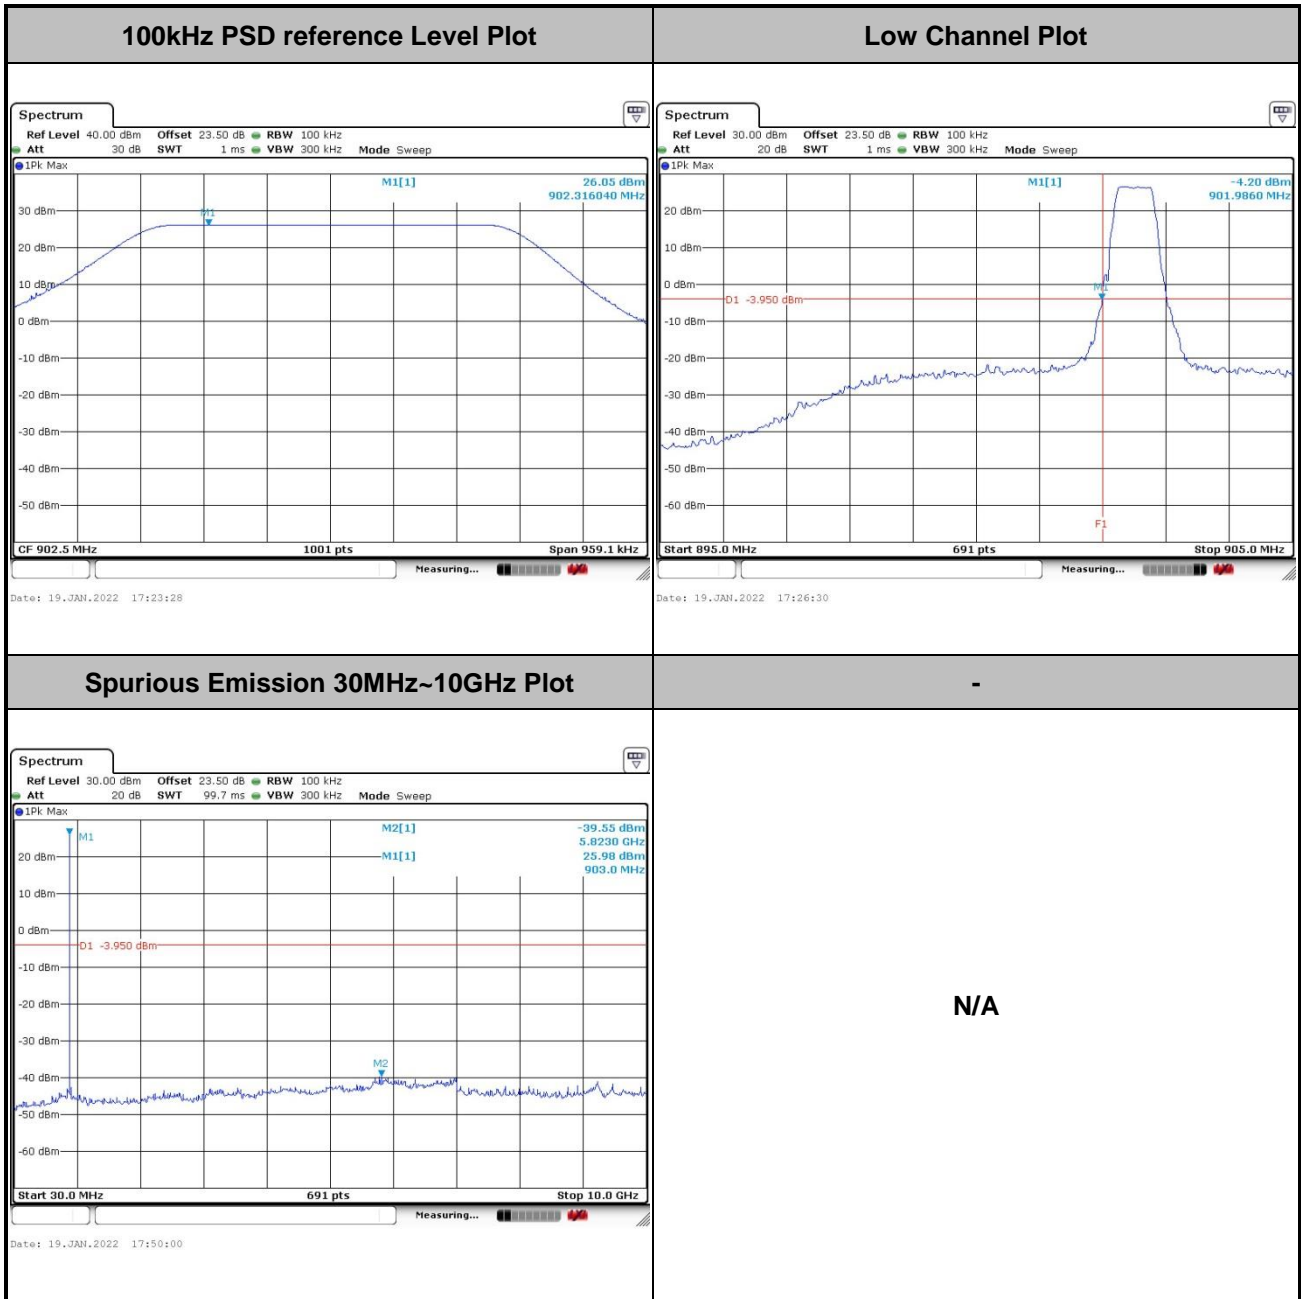 100kHz PSD reference Level Plot
Low Channel Plot
Spectrum
Ref Level 40.00 dBm Offset 23.50 dB RBW 100 kHz
Att 30 dB SWT 1 ms VBW 300 kHz Mode Sweep
1Pk Max
M1[1] 26.05 dBm
902.316040 MHz
30 dBm
M1
20 dBm
10 dBm
0 dBm
-10 dBm
-20 dBm
-30 dBm
-40 dBm
-50 dBm
CF 902.5 MHz 1001 pts Span 959.1 kHz
Measuring...
Date: 19.JAN.2022 17:23:28
Spectrum
Ref Level 30.00 dBm Offset 23.50 dB RBW 100 kHz
Att 20 dB SWT 1 ms VBW 300 kHz Mode Sweep
1Pk Max
M1[1] -4.20 dBm
901.9860 MHz
20 dBm
10 dBm
0 dBm
M1
D1 -3.950 dBm
-10 dBm
-20 dBm
-30 dBm
-40 dBm
-50 dBm
-60 dBm
F1
Start 895.0 MHz 691 pts Stop 905.0 MHz
Measuring...
Date: 19.JAN.2022 17:26:30
Spurious Emission 30MHz~10GHz Plot
-
Spectrum
Ref Level 30.00 dBm Offset 23.50 dB RBW 100 kHz
Att 20 dB SWT 99.7 ms VBW 300 kHz Mode Sweep
1Pk Max
M2[1] -39.55 dBm
5.8230 GHz
M1
M1[1] 25.98 dBm
903.0 MHz
20 dBm
10 dBm
0 dBm
D1 -3.950 dBm
-10 dBm
-20 dBm
-30 dBm
M2
-40 dBm
-50 dBm
-60 dBm
Start 30.0 MHz 691 pts Stop 10.0 GHz
Measuring...
Date: 19.JAN.2022 17:50:00
N/A